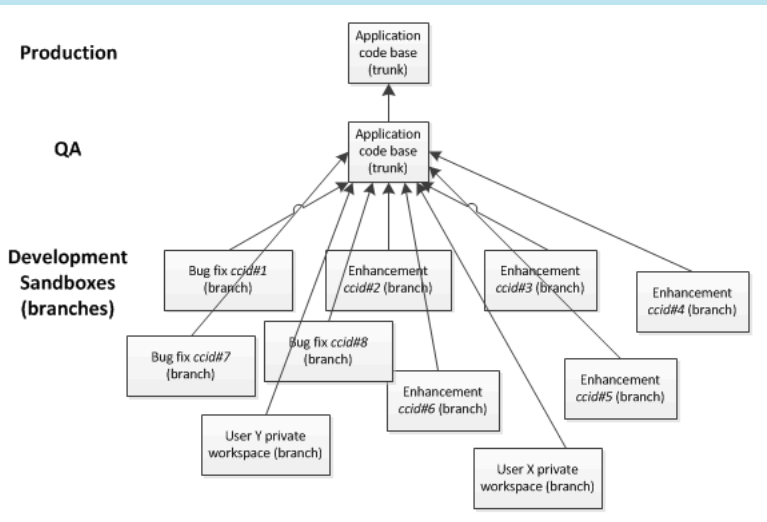 Production
Application
code base
(trunk)
QA
Application
code base
(trunk)
Development
Sandboxes
(branches)
Bug fix ccid#1
(branch)
Enhancement
ccid#2 (branch)
Enhancement
ccid#3 (branch)
Enhancement
ccid#4 (branch)
Bug fix ccid#7
(branch)
Bug fix ccid#8
(branch)
Enhancement
ccid#6 (branch)
Enhancement
ccid#5 (branch)
User Y private
workspace (branch)
User X private
workspace (branch)